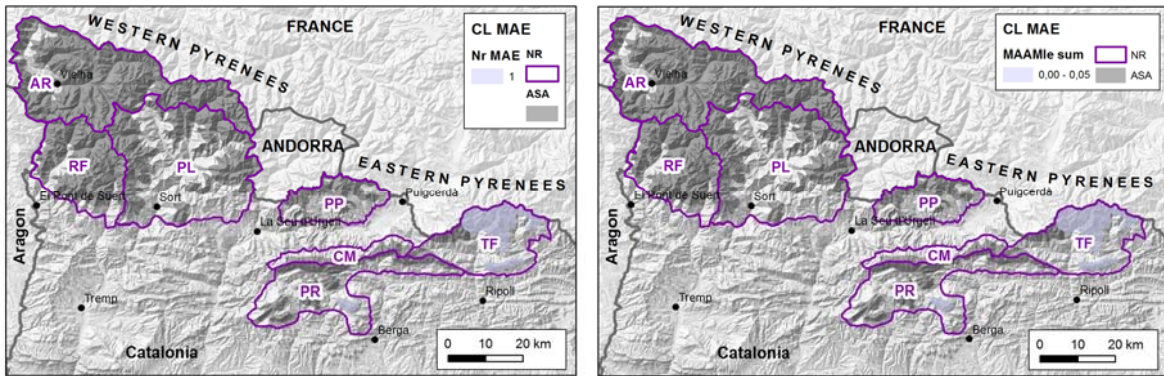 WESTERN PYRENEES
FRANCE
CL MAE
Nr MAE
NR
1
ASA
Vielha
AR
ANDORRA
EASTERN PYRENEES
RF
PL
El Pont de Suert
Sort
PP
Puigcerdà
La Seu d'Urgell
Aragon
TF
CM
PR
Tremp
Ripoll
Berga
Catalonia
0 10 20 km
WESTERN PYRENEES
FRANCE
CL MAE
MAAMle sum
NR
0,00 - 0,05
ASA
Vielha
AR
ANDORRA
EASTERN PYRENEES
RF
PL
El Pont de Suert
Sort
PP
Puigcerdà
La Seu d'Urgell
Aragon
TF
CM
PR
Tremp
Ripoll
Berga
Catalonia
0 10 20 km